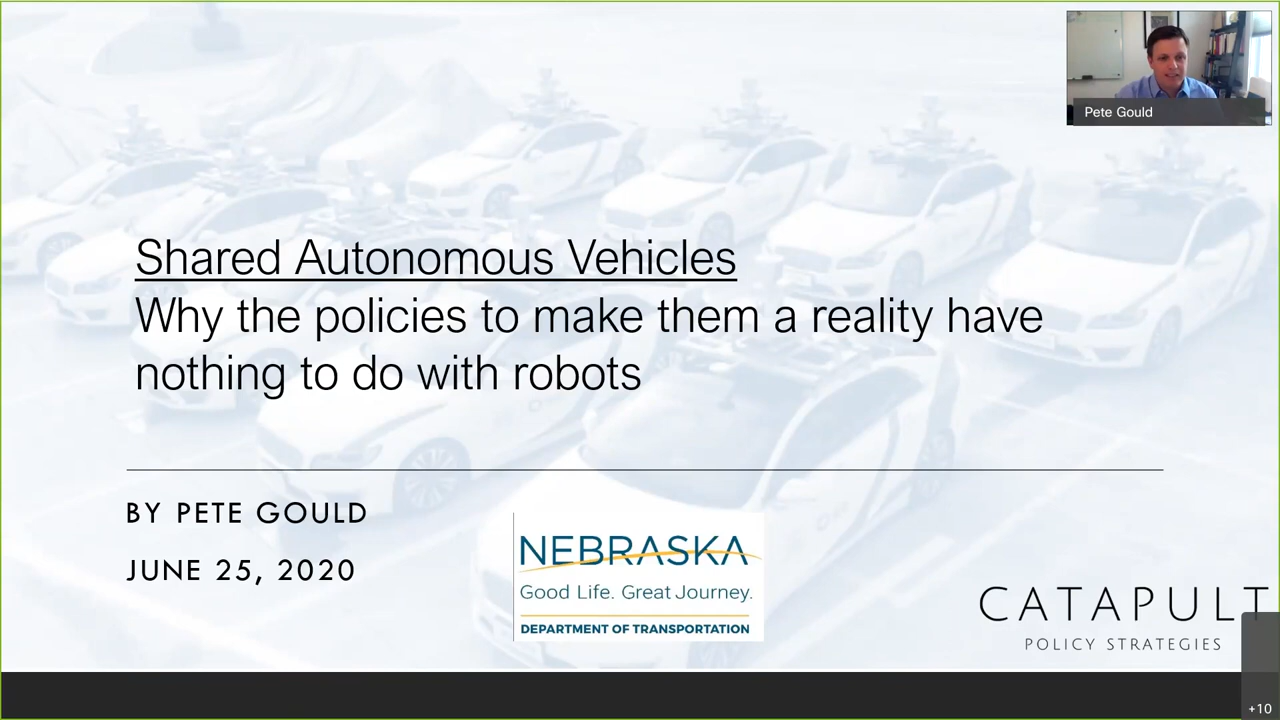 Pete Gould
Shared Autonomous Vehicles
Why the policies to make them a reality have
nothing to do with robots
BY PETE GOULD
JUNE 25, 2020
NEBRASKA
Good Life. Great Journey.
DEPARTMENT OF TRANSPORTATION
CATAPULT
POLICY STRATEGIES
+10